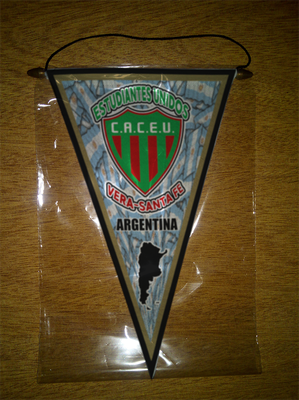 ESTUDIANTES UNIDOS
C.A.C.E.U.
VERA-SANTA FE
ARGENTINA